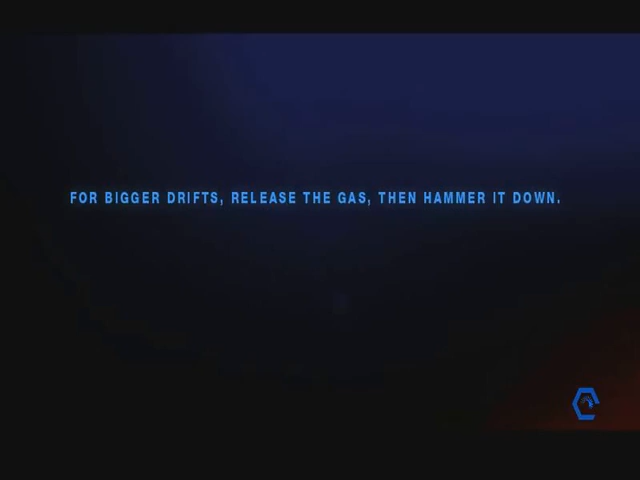 FOR BIGGER DRIFTS, RELEASE THE GAS, THEN HAMMER IT DOWN.